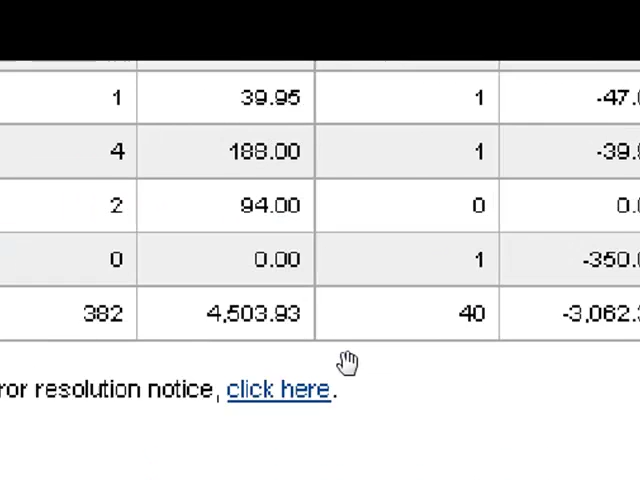 1 39.95 1 -47.
4 188.00 1 -39.
2 94.00 0 0.
0 0.00 1 -350.
382 4,503.93 40 -3,062.
ror resolution notice, click here.